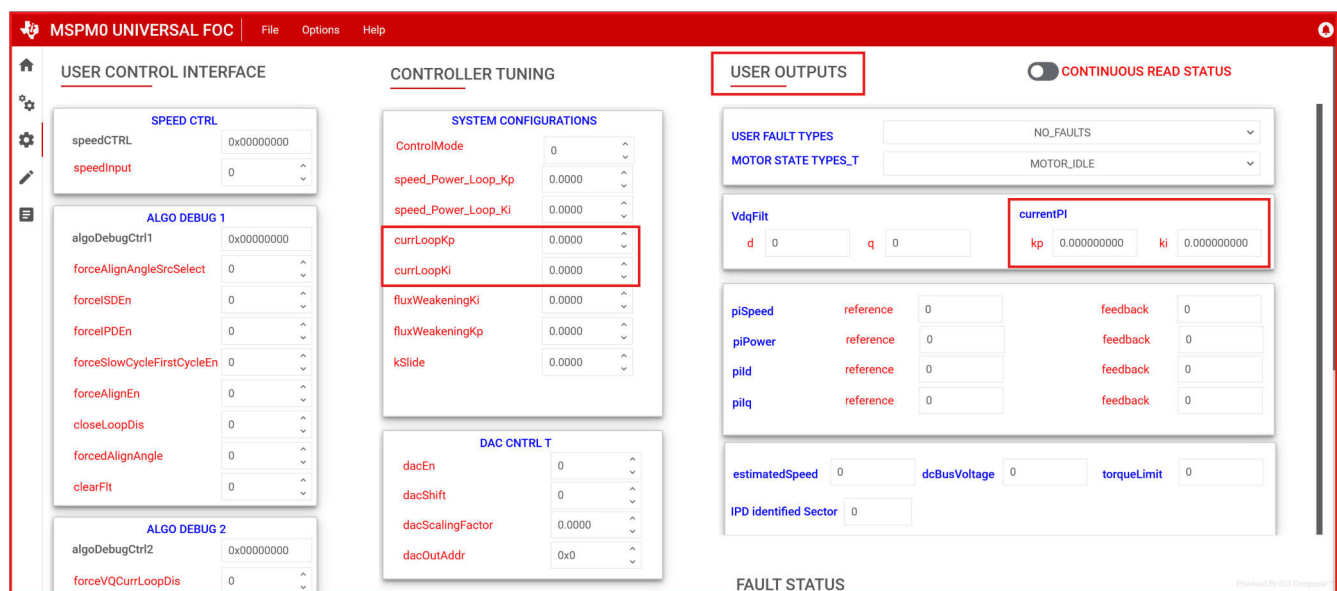 MSPM0 UNIVERSAL FOC File Options Help
USER CONTROL INTERFACE
SPEED CTRL
speedCTRL 0x00000000
speedInput 0
ALGO DEBUG 1
algoDebugCtrl1 0x00000000
forceAlignAngleSrcSelect 0
forceISDEn 0
forceIPDEn 0
forceSlowCycleFirstCycleEn 0
forceAlignEn 0
closeLoopDis 0
forcedAlignAngle 0
clearFlt 0
ALGO DEBUG 2
algoDebugCtrl2 0x00000000
forceVQCurrLoopDis 0
CONTROLLER TUNING
SYSTEM CONFIGURATIONS
ControlMode 0
speed_Power_Loop_Kp 0.0000
speed_Power_Loop_Ki 0.0000
currLoopKp 0.0000
currLoopKi 0.0000
fluxWeakeningKi 0.0000
fluxWeakeningKp 0.0000
kSlide 0.0000
DAC CNTRL T
dacEn 0
dacShift 0
dacScalingFactor 0.0000
dacOutAddr 0x0
USER OUTPUTS CONTINUOUS READ STATUS
USER FAULT TYPES NO_FAULTS
MOTOR STATE TYPES_T MOTOR_IDLE
VdqFilt currentPI
d 0 q 0 kp 0.000000000 ki 0.000000000
piSpeed reference 0 feedback 0
piPower reference 0 feedback 0
piId reference 0 feedback 0
piIq reference 0 feedback 0
estimatedSpeed 0 dcBusVoltage 0 torqueLimit 0
IPD identified Sector 0
FAULT STATUS
Powered By GUI Composer™